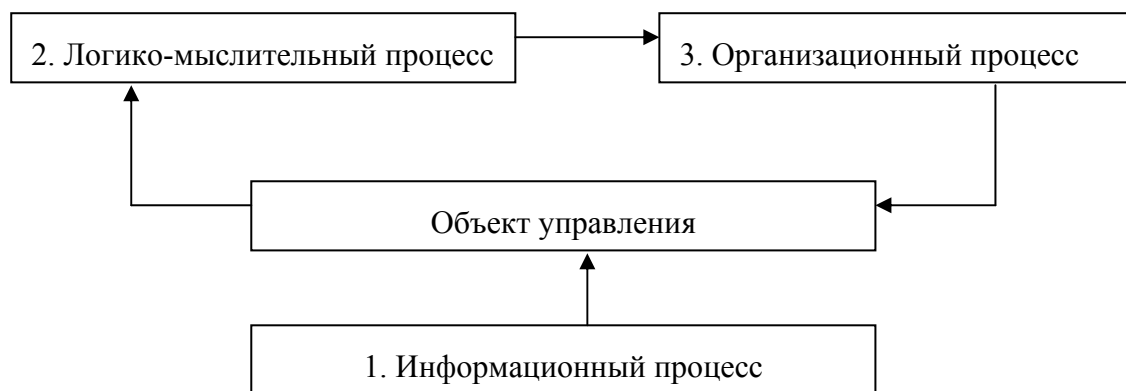 2. Логико-мыслительный процесс
3. Организационный процесс
Объект управления
1. Информационный процесс